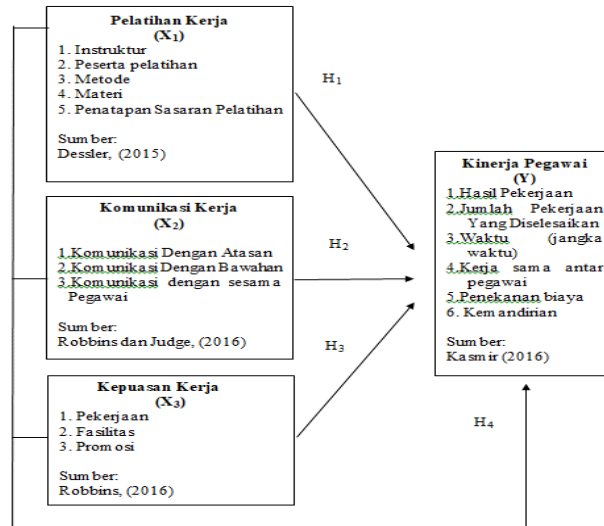 Pelatihan Kerja
(X1)
1. Instruktur
2. Peserta pelatihan
3. Metode
4. Materi
5. Penatapan Sasaran Pelatihan
Sumber:
Dessler, (2015)
H1
Komunikasi Kerja
(X2)
1.Komunikasi Dengan Atasan
2.Komunikasi Dengan Bawahan
3.Komunikasi dengan sesama
Pegawai
Sumber:
Robbins dan Judge, (2016)
H2
Kepuasan Kerja
(X3)
1. Pekerjaan
2. Fasilitas
3. Promosi
Sumber:
Robbins, (2016)
H3
Kinerja Pegawai
(Y)
1.Hasil Pekerjaan
2.Jumlah Pekerjaan
Yang Diselesaikan
3.Waktu (jangka
waktu)
4.Kerja sama antar
pegawai
5.Penekanan biaya
6. Kemandirian
Sumber:
Kasmir (2016)
H4